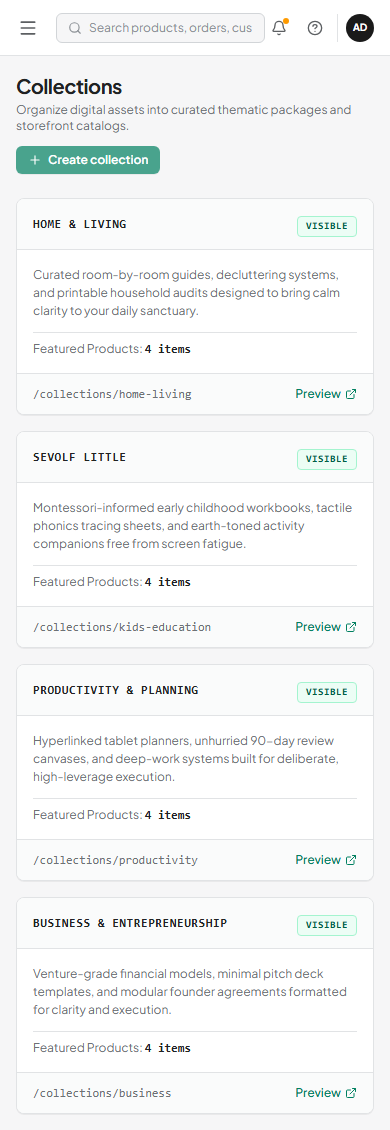 Search products, orders, cus
AD
Collections
Organize digital assets into curated thematic packages and
storefront catalogs.
+ Create collection
HOME & LIVING
VISIBLE
Curated room-by-room guides, decluttering systems,
and printable household audits designed to bring calm
clarity to your daily sanctuary.
Featured Products: 4 items
/collections/home-living
Preview
SEVOLF LITTLE
VISIBLE
Montessori-informed early childhood workbooks, tactile
phonics tracing sheets, and earth-toned activity
companions free from screen fatigue.
Featured Products: 4 items
/collections/kids-education
Preview
PRODUCTIVITY & PLANNING
VISIBLE
Hyperlinked tablet planners, unhurried 90-day review
canvases, and deep-work systems built for deliberate,
high-leverage execution.
Featured Products: 4 items
/collections/productivity
Preview
BUSINESS & ENTREPRENEURSHIP
VISIBLE
Venture-grade financial models, minimal pitch deck
templates, and modular founder agreements formatted
for clarity and execution.
Featured Products: 4 items
/collections/business
Preview